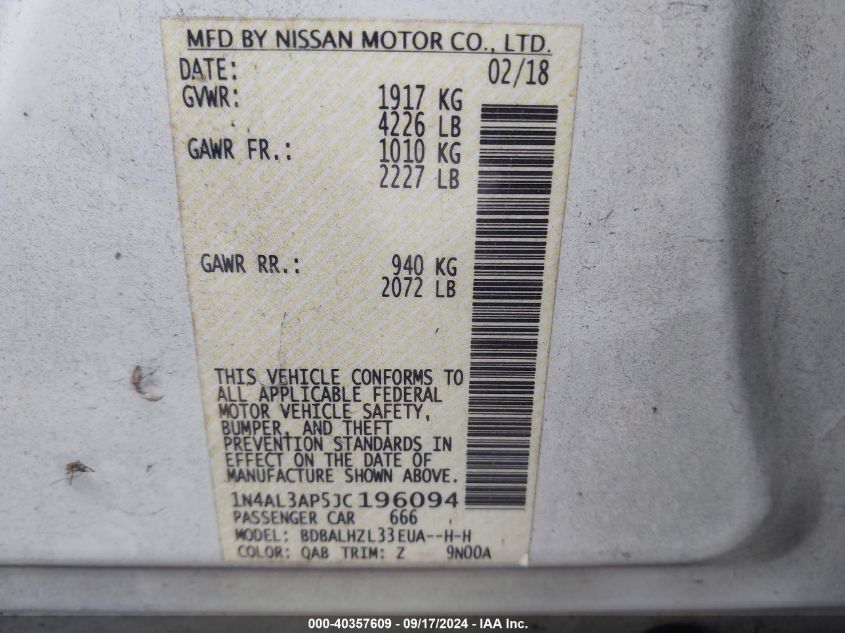 MFD BY NISSAN MOTOR CO., LTD.
DATE: 02/18
GVWR: 1917 KG
4226 LB
GAWR FR.: 1010 KG
2227 LB
GAWR RR.: 940 KG
2072 LB
THIS VEHICLE CONFORMS TO
ALL APPLICABLE FEDERAL
MOTOR VEHICLE SAFETY,
BUMPER, AND THEFT
PREVENTION STANDARDS IN
EFFECT ON THE DATE OF
MANUFACTURE SHOWN ABOVE.
1N4AL3AP5JC196094
PASSENGER CAR 666
MODEL: BDBALHZL33EUA--H-H
COLOR: QAB TRIM: Z 9N00A
000-40357609 - 09/17/2024 - IAA Inc.